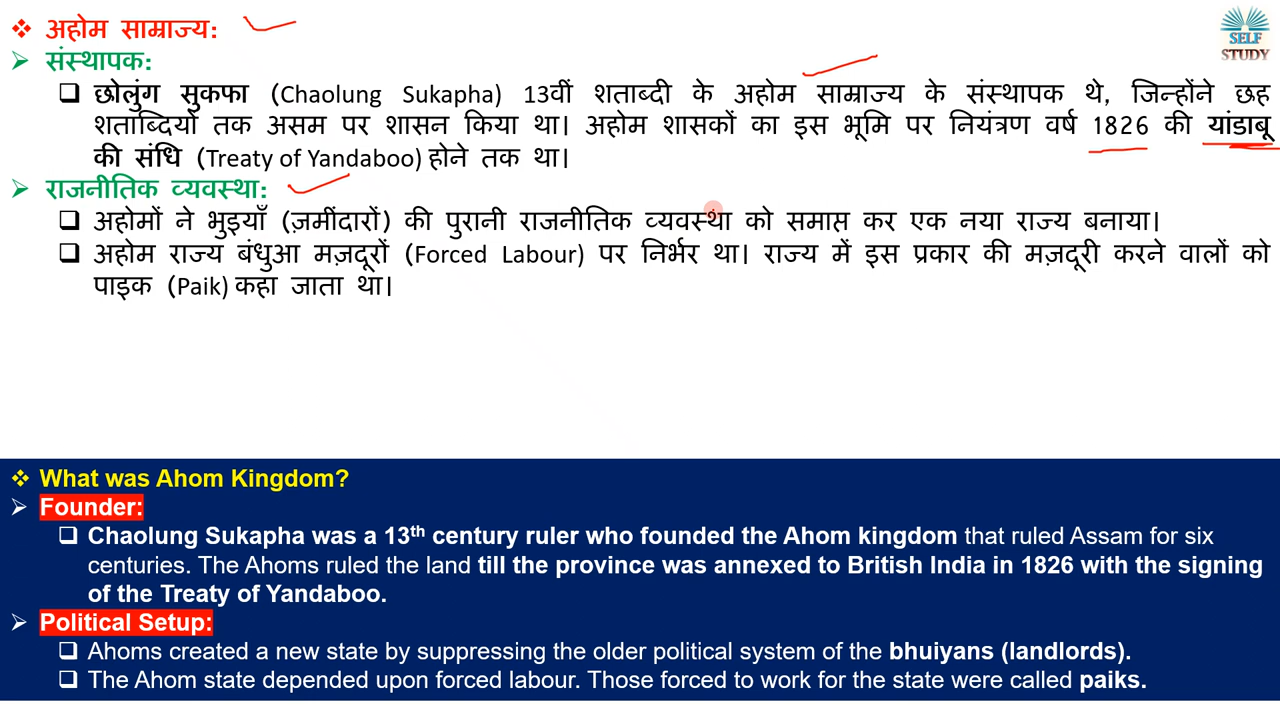 ❖ अहोम साम्राज्य:
SELF
STUDY
➢ संस्थापक:
❑ छोलुंग सुकफा (Chaolung Sukapha) 13वीं शताब्दी के अहोम साम्राज्य के संस्थापक थे, जिन्होंने छह
शताब्दियों तक असम पर शासन किया था। अहोम शासकों का इस भूमि पर नियंत्रण वर्ष 1826 की यांडाबू
की संधि (Treaty of Yandaboo) होने तक था।
➢ राजनीतिक व्यवस्था:
❑ अहोमों ने भुइयाँ (ज़मींदारों) की पुरानी राजनीतिक व्यवस्था को समाप्त कर एक नया राज्य बनाया।
❑ अहोम राज्य बंधुआ मज़दूरों (Forced Labour) पर निर्भर था। राज्य में इस प्रकार की मज़दूरी करने वालों को
पाइक (Paik) कहा जाता था।
❖ What was Ahom Kingdom?
➢ Founder:
❑ Chaolung Sukapha was a 13th century ruler who founded the Ahom kingdom that ruled Assam for six
centuries. The Ahoms ruled the land till the province was annexed to British India in 1826 with the signing
of the Treaty of Yandaboo.
➢ Political Setup:
❑ Ahoms created a new state by suppressing the older political system of the bhuiyans (landlords).
❑ The Ahom state depended upon forced labour. Those forced to work for the state were called paiks.